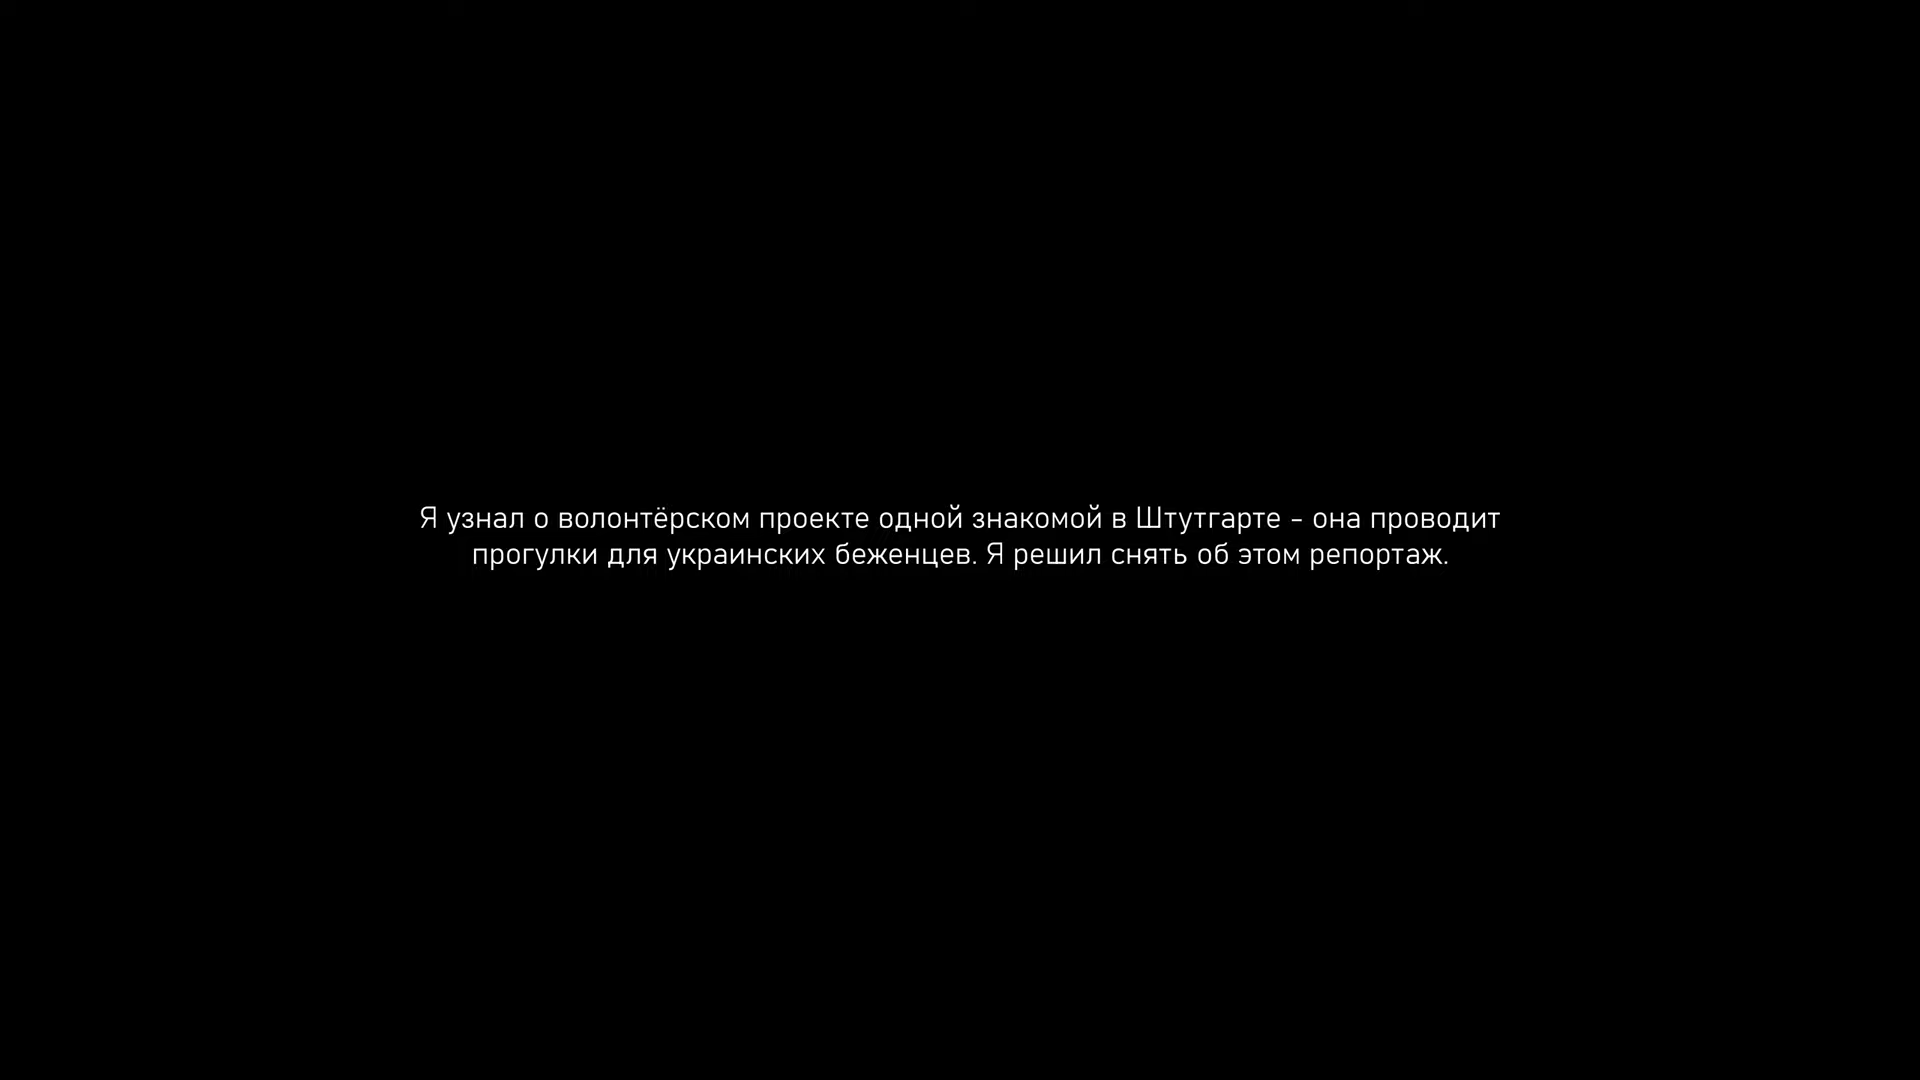 Я узнал о волонтёрском проекте одной знакомой в Штутгарте - она проводит
прогулки для украинских беженцев. Я решил снять об этом репортаж.